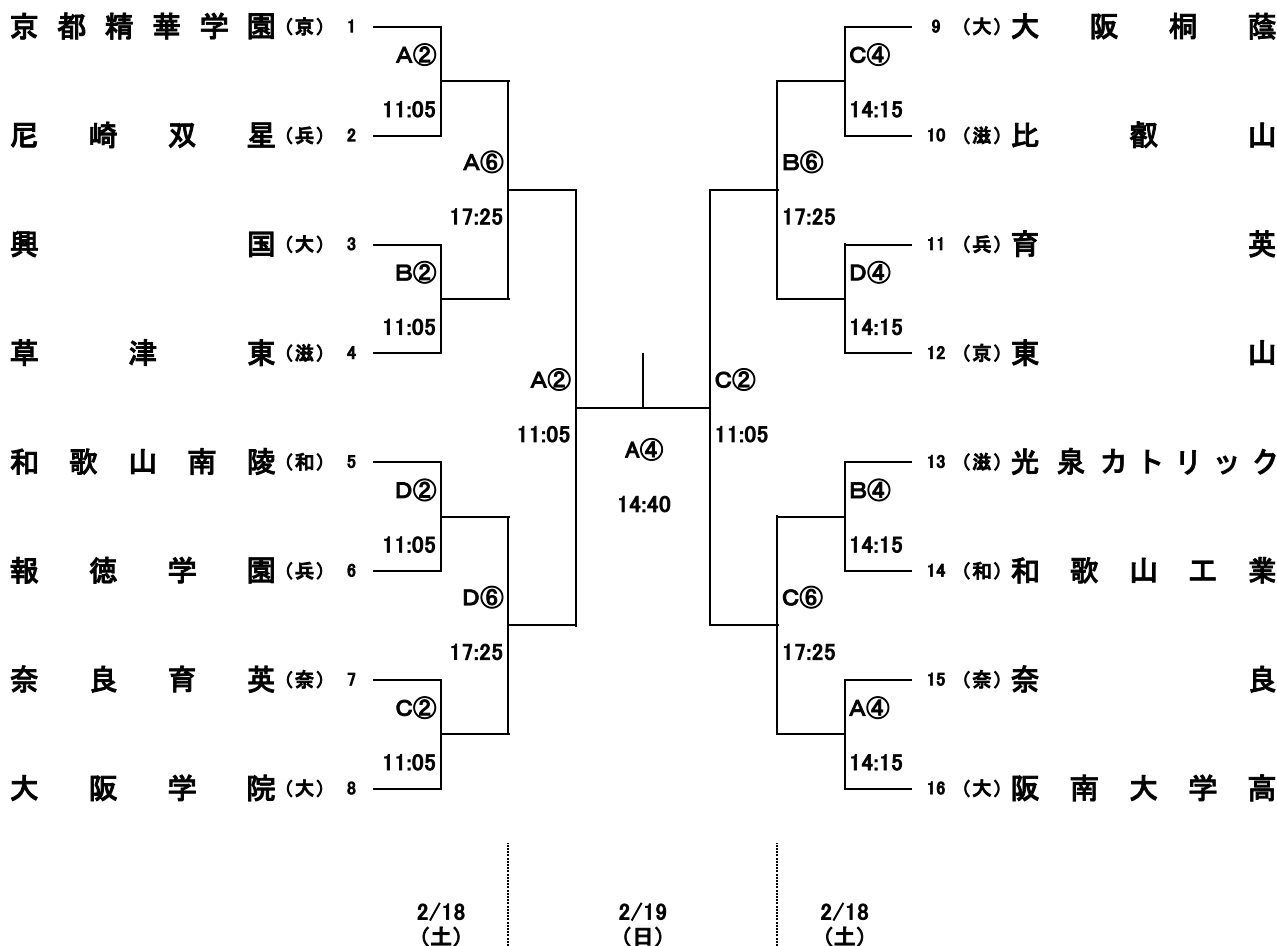 京都精華学園（京） 1
A②
11:05
尼崎双星（兵） 2
A⑥
17:25
興国（大） 3
B②
11:05
草津東（滋） 4
A②
11:05
和歌山南陵（和） 5
D②
11:05
報徳学園（兵） 6
D⑥
17:25
奈良育英（奈） 7
C②
11:05
大阪学院（大） 8
A④
14:40
9 （大）大阪桐蔭
C④
14:15
10 （滋）比叡山
B⑥
17:25
11 （兵）育英
D④
14:15
12 （京）東山
C②
11:05
13 （滋）光泉カトリック
B④
14:15
14 （和）和歌山工業
C⑥
17:25
15 （奈）奈良
A④
14:15
16 （大）阪南大学高
2/18
（土）
2/19
（日）
2/18
（土）